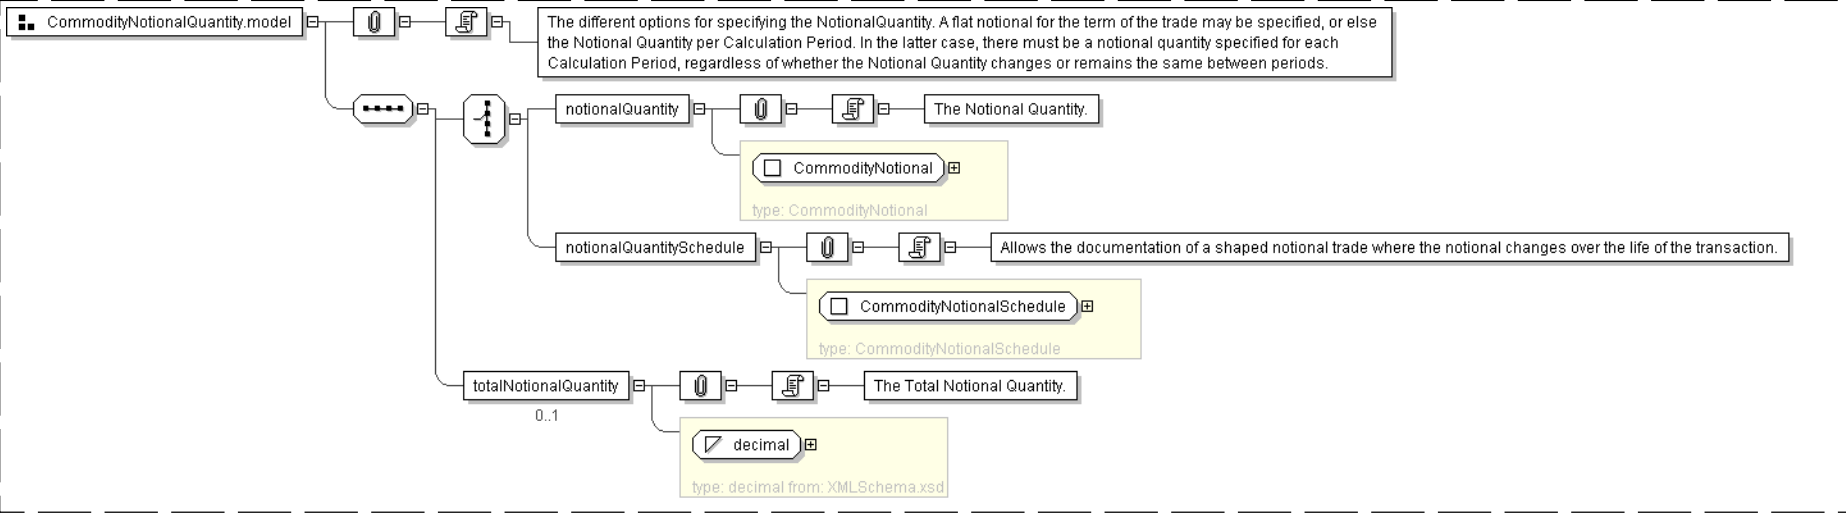 CommodityNotionalQuantity.model
The different options for specifying the NotionalQuantity. A flat notional for the term of the trade may be specified, or else
the Notional Quantity per Calculation Period. In the latter case, there must be a notional quantity specified for each
Calculation Period, regardless of whether the Notional Quantity changes or remains the same between periods.
notionalQuantity
The Notional Quantity.
CommodityNotional
type: CommodityNotional
notionalQuantitySchedule
Allows the documentation of a shaped notional trade where the notional changes over the life of the transaction.
CommodityNotionalSchedule
type: CommodityNotionalSchedule
totalNotionalQuantity
The Total Notional Quantity.
0..1
decimal
type: decimal from: XMLSchema.xsd